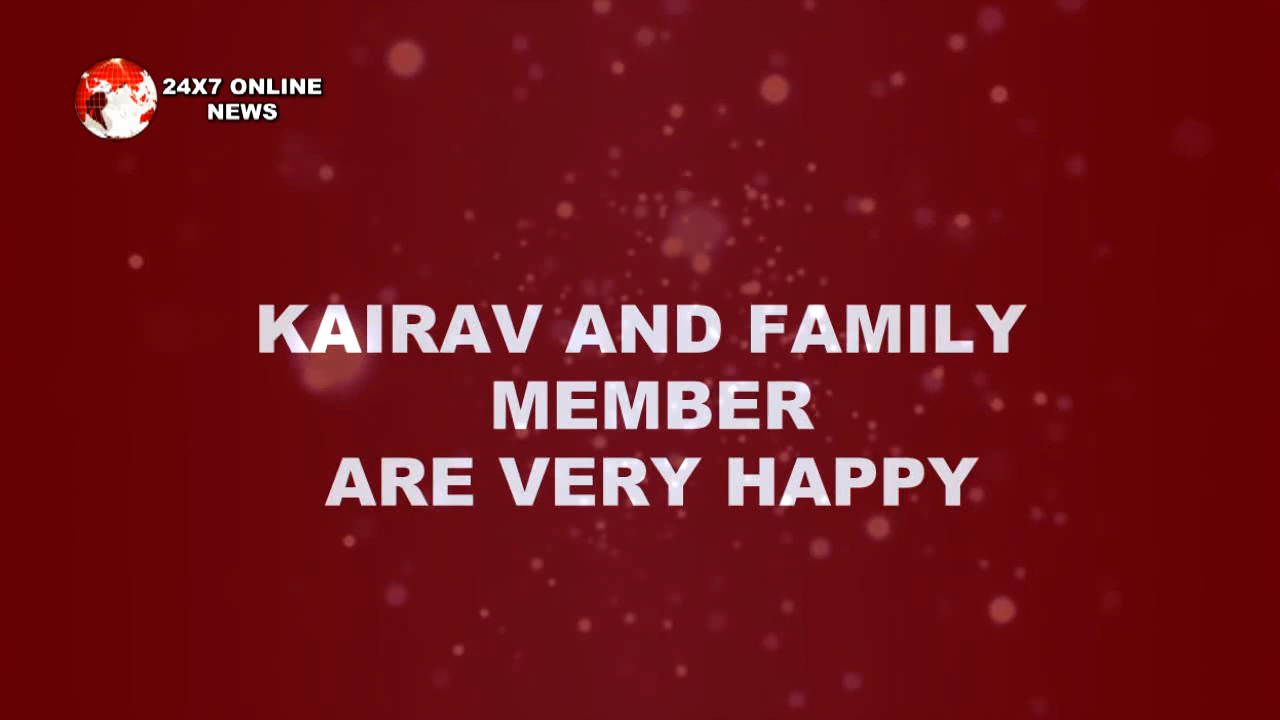 24X7 ONLINE
NEWS
KAIRAV AND FAMILY
MEMBER
ARE VERY HAPPY